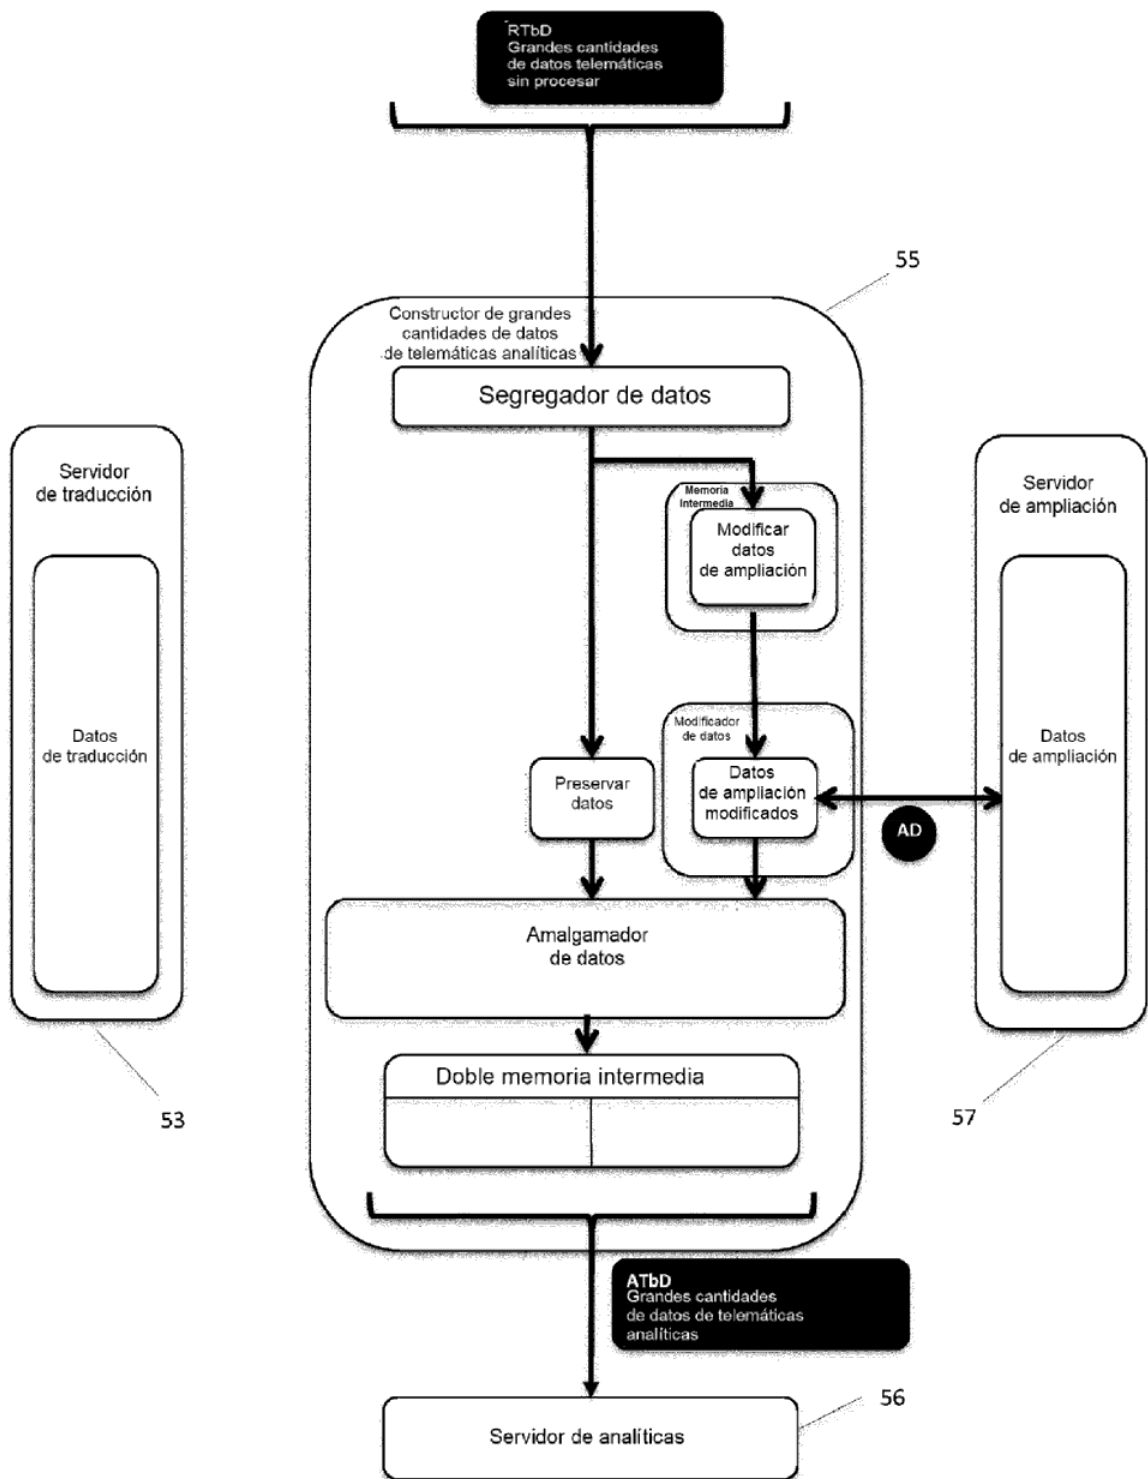 RTbD
Grandes cantidades
de datos telemáticas
sin procesar
55
Constructor de grandes
cantidades de datos
de telemáticas analíticas
Segregador de datos
Servidor
de traducción
Memoria
Intermedia
Modificar
datos
de ampliación
Servidor
de ampliación
Datos
de traducción
Modificador
de datos
Preservar
datos
Datos
de ampliación
modificados
AD
Datos
de ampliación
Amalgamador
de datos
Doble memoria intermedia
53
57
ATbD
Grandes cantidades
de datos de telemáticas
analíticas
56
Servidor de analíticas